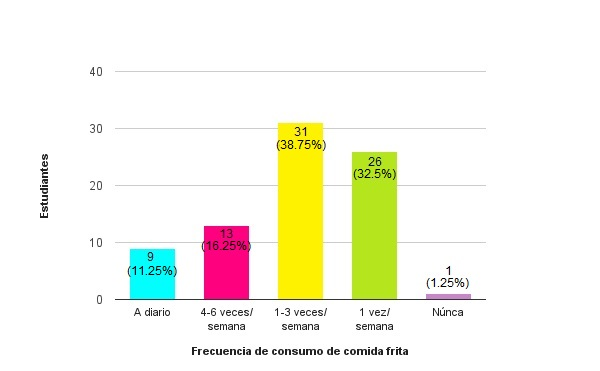 Estudiantes
40
30
20
10
0
9
(11.25%)
13
(16.25%)
31
(38.75%)
26
(32.5%)
1
(1.25%)
A diario
4-6 veces/
semana
1-3 veces/
semana
1 vez/
semana
Núnca
Frecuencia de consumo de comida frita